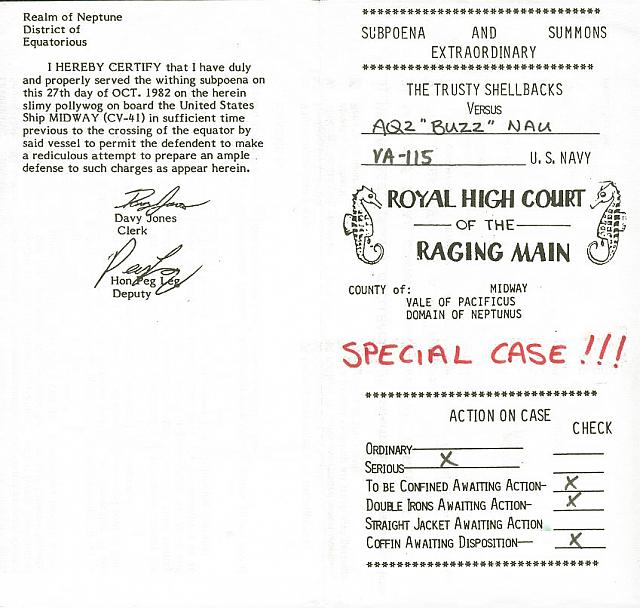 Realm of Neptune
District of
Equatorious
I HEREBY CERTIFY that I have duly
and properly served the withing subpoena on
this 27th day of OCT. 1982 on the herein
slimy pollywog on board the United States
Ship MIDWAY (CV-41) in sufficient time
previous to the crossing of the equator by
said vessel to permit the defendent to make
a rediculous attempt to prepare an ample
defense to such charges as appear herein.
Davy Jones
Clerk
Peg Leg
Hon Peg Leg
Deputy
*******************************
SUBPOENA AND SUMMONS
EXTRAORDINARY
*******************************
THE TRUSTY SHELLBACKS
VERSUS
AQ2 "BUZZ" NAU
VA-115 U.S. NAVY
ROYAL HIGH COURT
OF THE
RAGING MAIN
COUNTY of: MIDWAY
VALE OF PACIFICUS
DOMAIN OF NEPTUNUS
SPECIAL CASE !!!
*******************************
ACTION ON CASE
CHECK
ORDINARY
SERIOUS X
TO BE CONFINED AWAITING ACTION- X
DOUBLE IRONS AWAITING ACTION- X
STRAIGHT JACKET AWAITING ACTION
COFFIN AWAITING DISPOSITION- X
*******************************